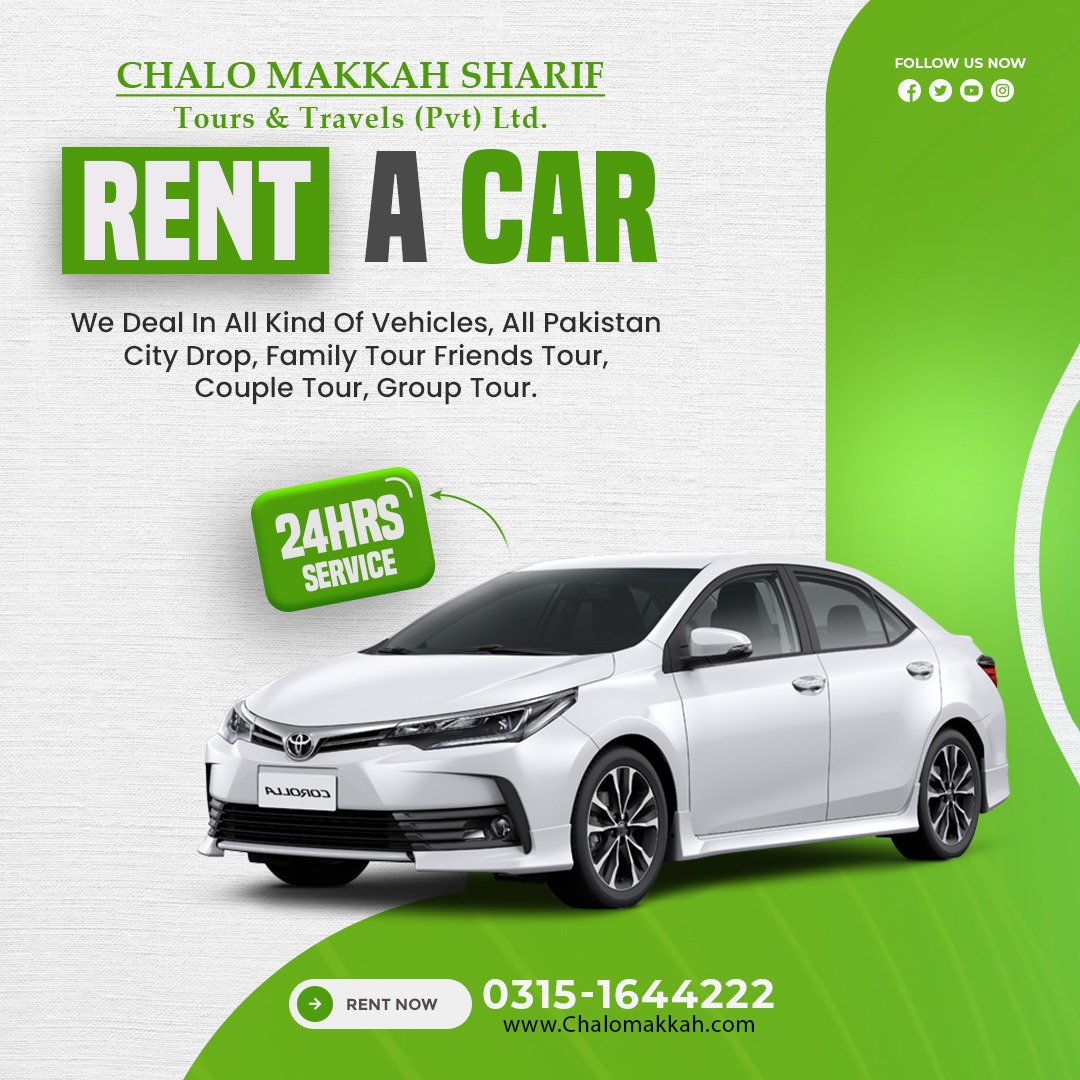 CHALO MAKKAH SHARIF
Tours & Travels (Pvt) Ltd.
RENT A CAR
FOLLOW US NOW
We Deal In All Kind Of Vehicles, All Pakistan
City Drop, Family Tour Friends Tour,
Couple Tour, Group Tour.
24HRS
SERVICE
COROLLA
RENT NOW
0315-1644222
www.Chalomakkah.com